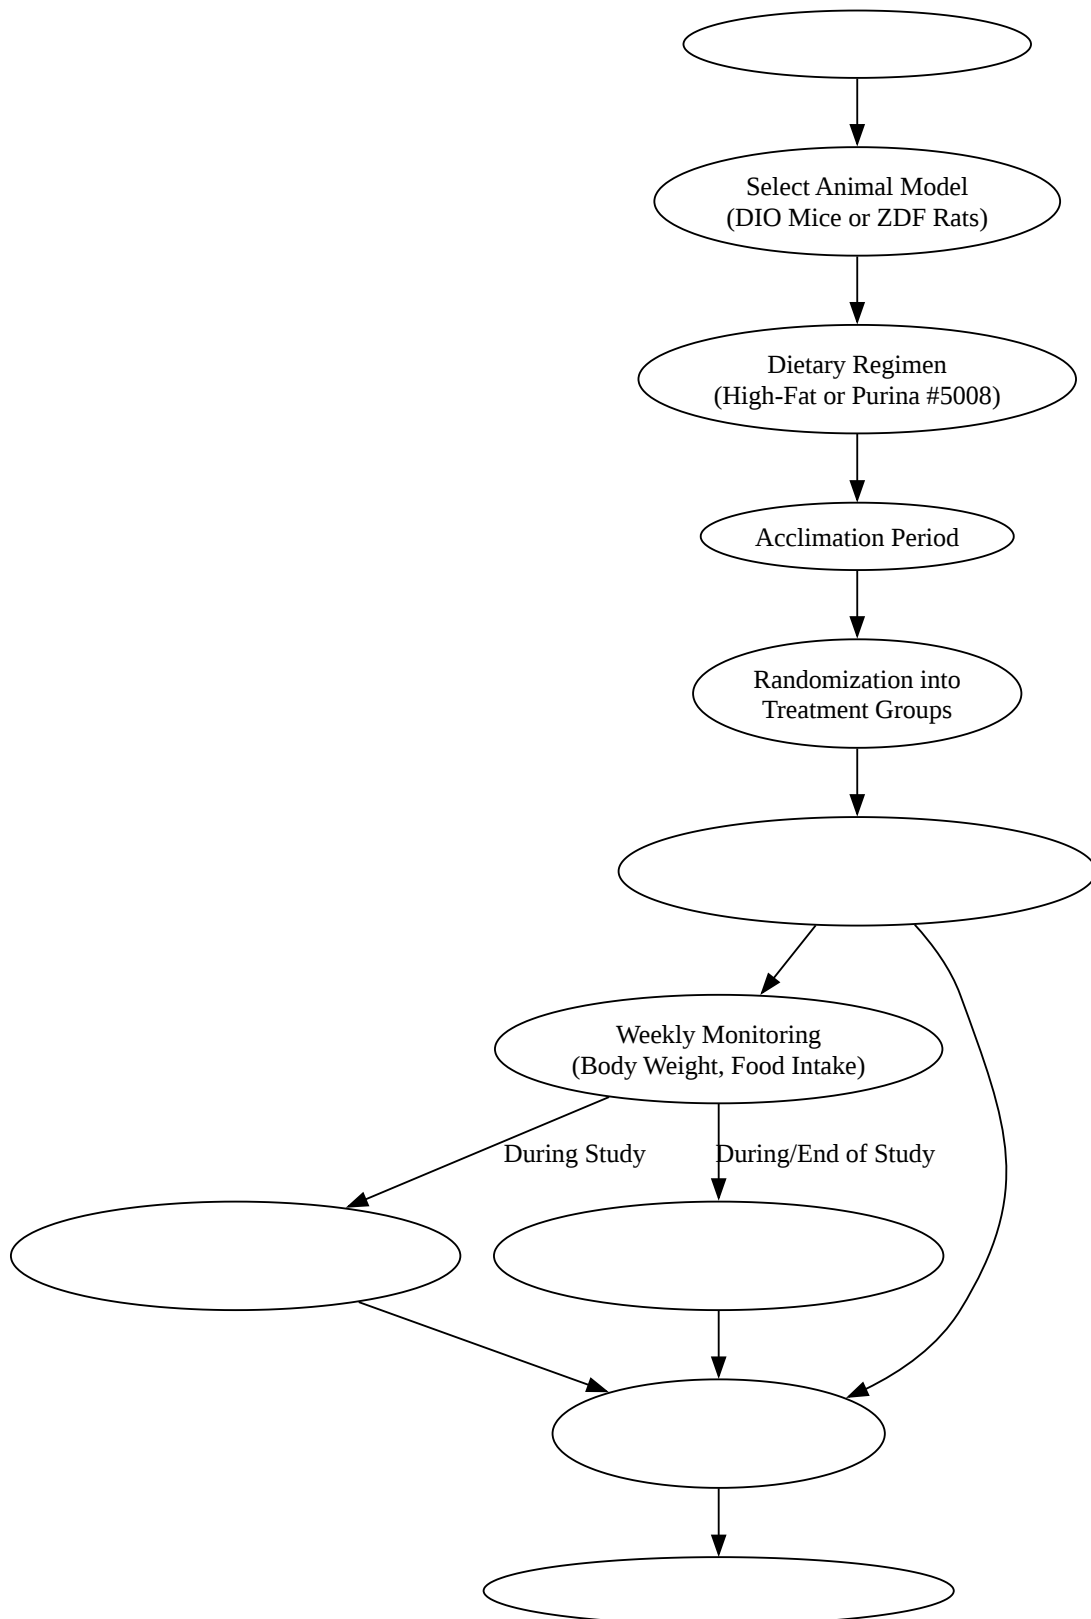 Select Animal Model
(DIO Mice or ZDF Rats)
Dietary Regimen
(High-Fat or Purina #5008)
Acclimation Period
Randomization into
Treatment Groups
Weekly Monitoring
(Body Weight, Food Intake)
During Study
During/End of Study